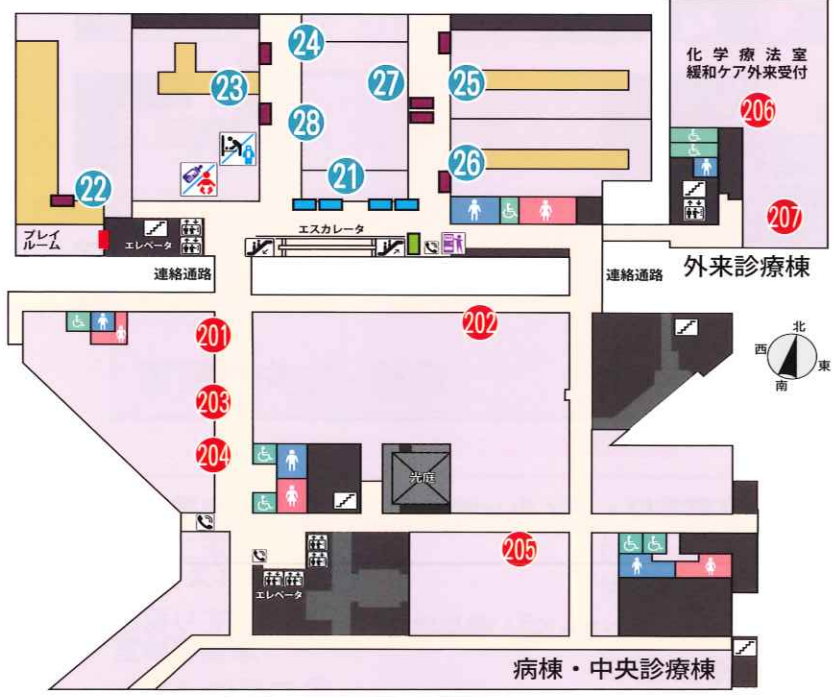 24
27
25
化学療法室
緩和ケア外来受付
23
206
28
21
26
22
207
プレイ
ルーム
エレベータ
エスカレータ
連絡通路
連絡通路
外来診療棟
201
202
北
西
東
南
203
204
光庭
205
エレベータ
病棟・中央診療棟